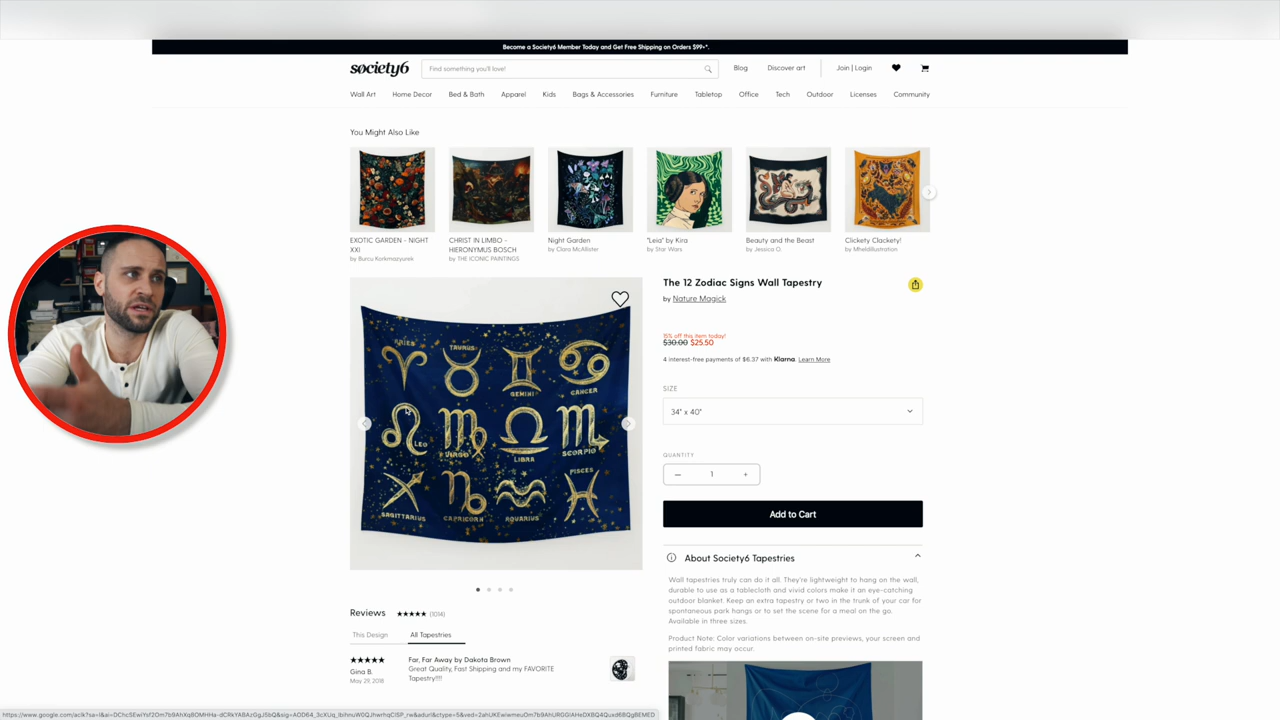 Become a Society6 Member Today and Get Free Shipping on Orders $99+*.
society6
Find something you'll love!
Blog
Discover art
Join | Login
Wall Art
Home Decor
Bed & Bath
Apparel
Kids
Bags & Accessories
Furniture
Tabletop
Office
Tech
Outdoor
Licenses
Community
You Might Also Like
EXOTIC GARDEN - NIGHT
XXI
by Burcu Korkmazyurek
CHRIST IN LIMBO -
HIERONYMUS BOSCH
by THE ICONIC PAINTINGS
Night Garden
by Clara McAllister
"Leia" by Kira
by Star Wars
Beauty and the Beast
by Jessica O.
Clickety Clackety!
by Mheldillustration
ARIES
TAURUS
GEMINI
CANCER
LEO
VIRGO
LIBRA
SCORPIO
SAGITTARIUS
CAPRICORN
AQUARIUS
PISCES
The 12 Zodiac Signs Wall Tapestry
by Nature Magick
15% off this item today!
$30.00 $25.50
4 interest-free payments of $6.37 with Klarna. Learn More
SIZE
34" x 40"
QUANTITY
— 1 +
Add to Cart
About Society6 Tapestries
Wall tapestries truly can do it all. They're lightweight to hang on the wall,
durable to use as a tablecloth and vivid colors make it an eye-catching
outdoor blanket. Keep an extra tapestry or two in the trunk of your car for
spontaneous park hangs or to set the scene for a meal on the go.
Available in three sizes.
Product Note: Color variations between on-site previews, your screen and
printed fabric may occur.
Reviews ★★★★★ (1014)
This Design
All Tapestries
★★★★★
Gina B.
May 29, 2018
Far, Far Away by Dakota Brown
Great Quality, Fast Shipping and my FAVORITE
Tapestry!!!!